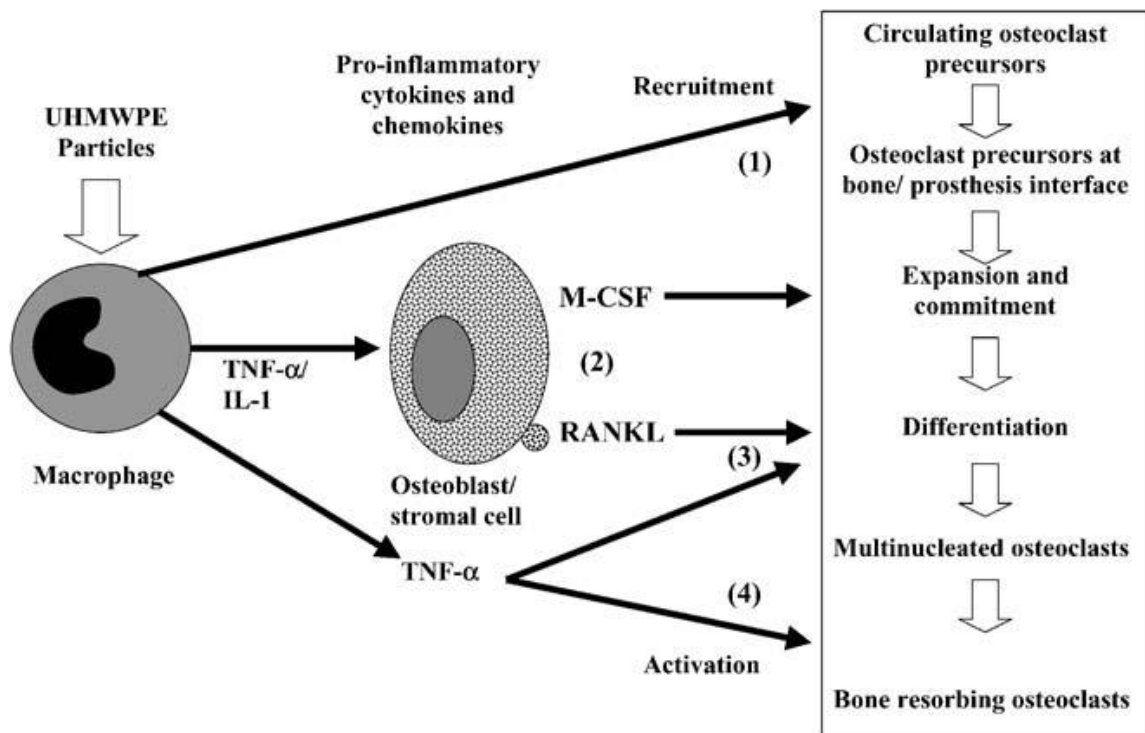 UHMWPE
Particles
Macrophage
Pro-inflammatory
cytokines and
chemokines
Recruitment
(1)
TNF-α/
IL-1
M-CSF
(2)
RANKL
(3)
Osteoblast/
stromal cell
TNF-α
(4)
Activation
Circulating osteoclast
precursors
Osteoclast precursors at
bone/ prosthesis interface
Expansion and
commitment
Differentiation
Multinucleated osteoclasts
Bone resorbing osteoclasts